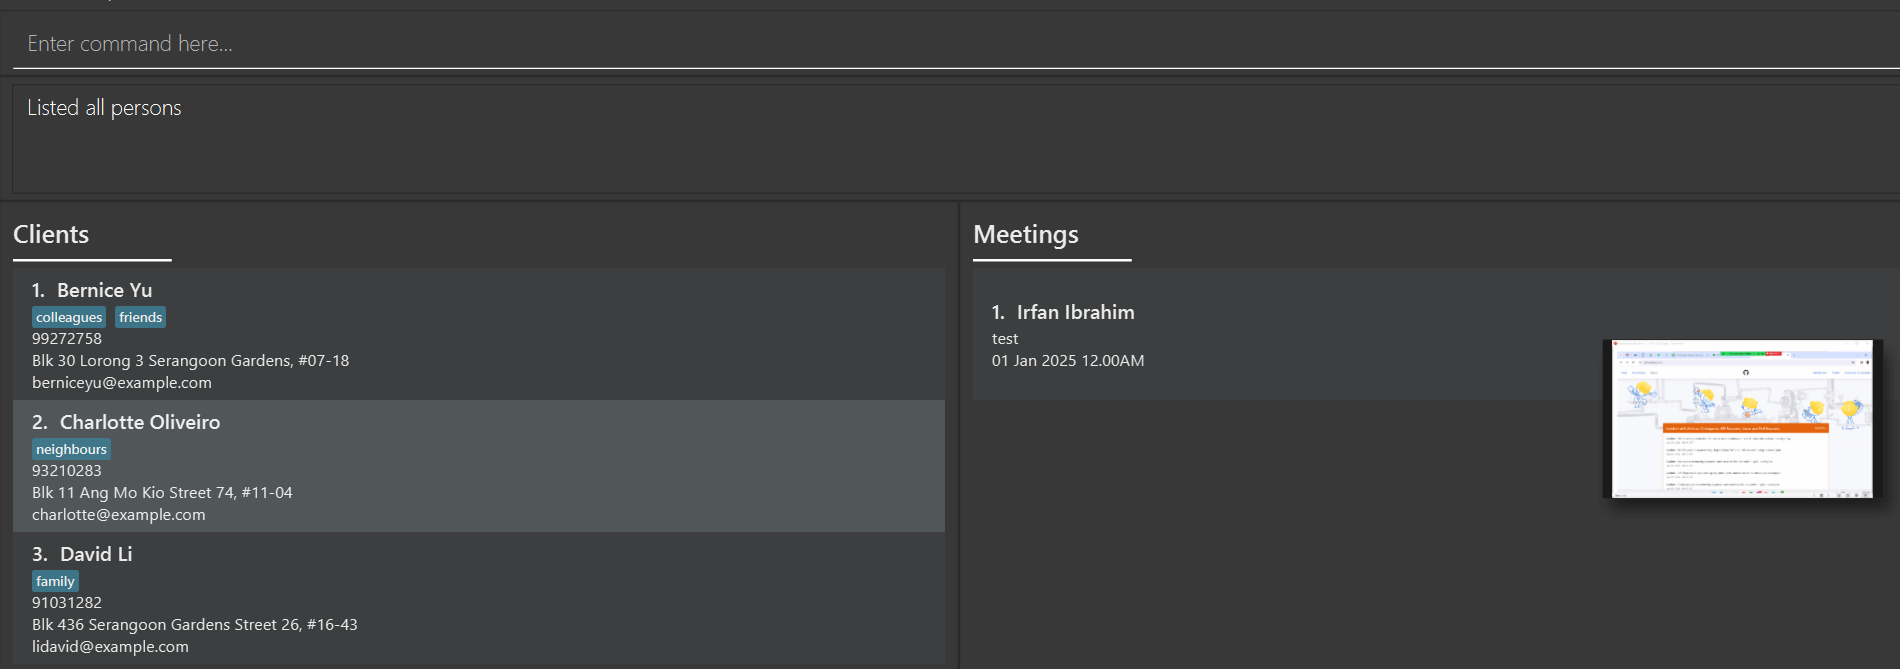 Enter command here...
Listed all persons
Clients
1. Bernice Yu
colleagues friends
99272758
Blk 30 Lorong 3 Serangoon Gardens, #07-18
berniceyu@example.com
2. Charlotte Oliveiro
neighbours
93210283
Blk 11 Ang Mo Kio Street 74, #11-04
charlotte@example.com
3. David Li
family
91031282
Blk 436 Serangoon Gardens Street 26, #16-43
lidavid@example.com
Meetings
1. Irfan Ibrahim
test
01 Jan 2025 12.00AM